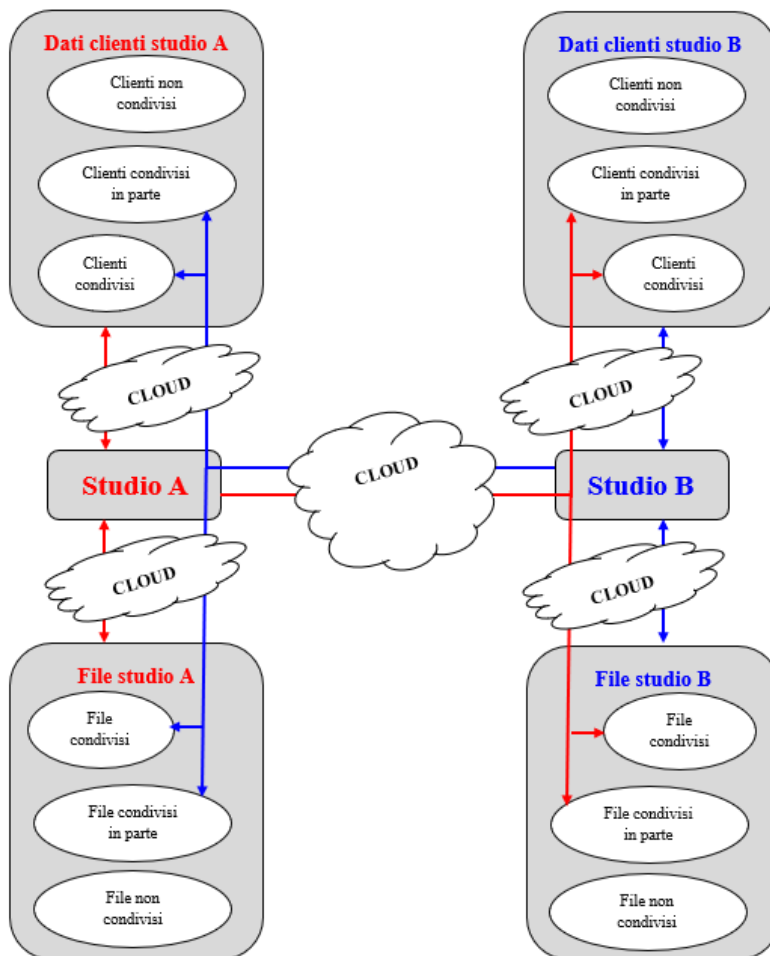 Dati clienti studio A
Clienti non
condivisi
Clienti condivisi
in parte
Clienti
condivisi
Dati clienti studio B
Clienti non
condivisi
Clienti condivisi
in parte
Clienti
condivisi
CLOUD
CLOUD
CLOUD
Studio A
Studio B
CLOUD
CLOUD
File studio A
File
condivisi
File condivisi
in parte
File non
condivisi
File studio B
File
condivisi
File condivisi
in parte
File non
condivisi